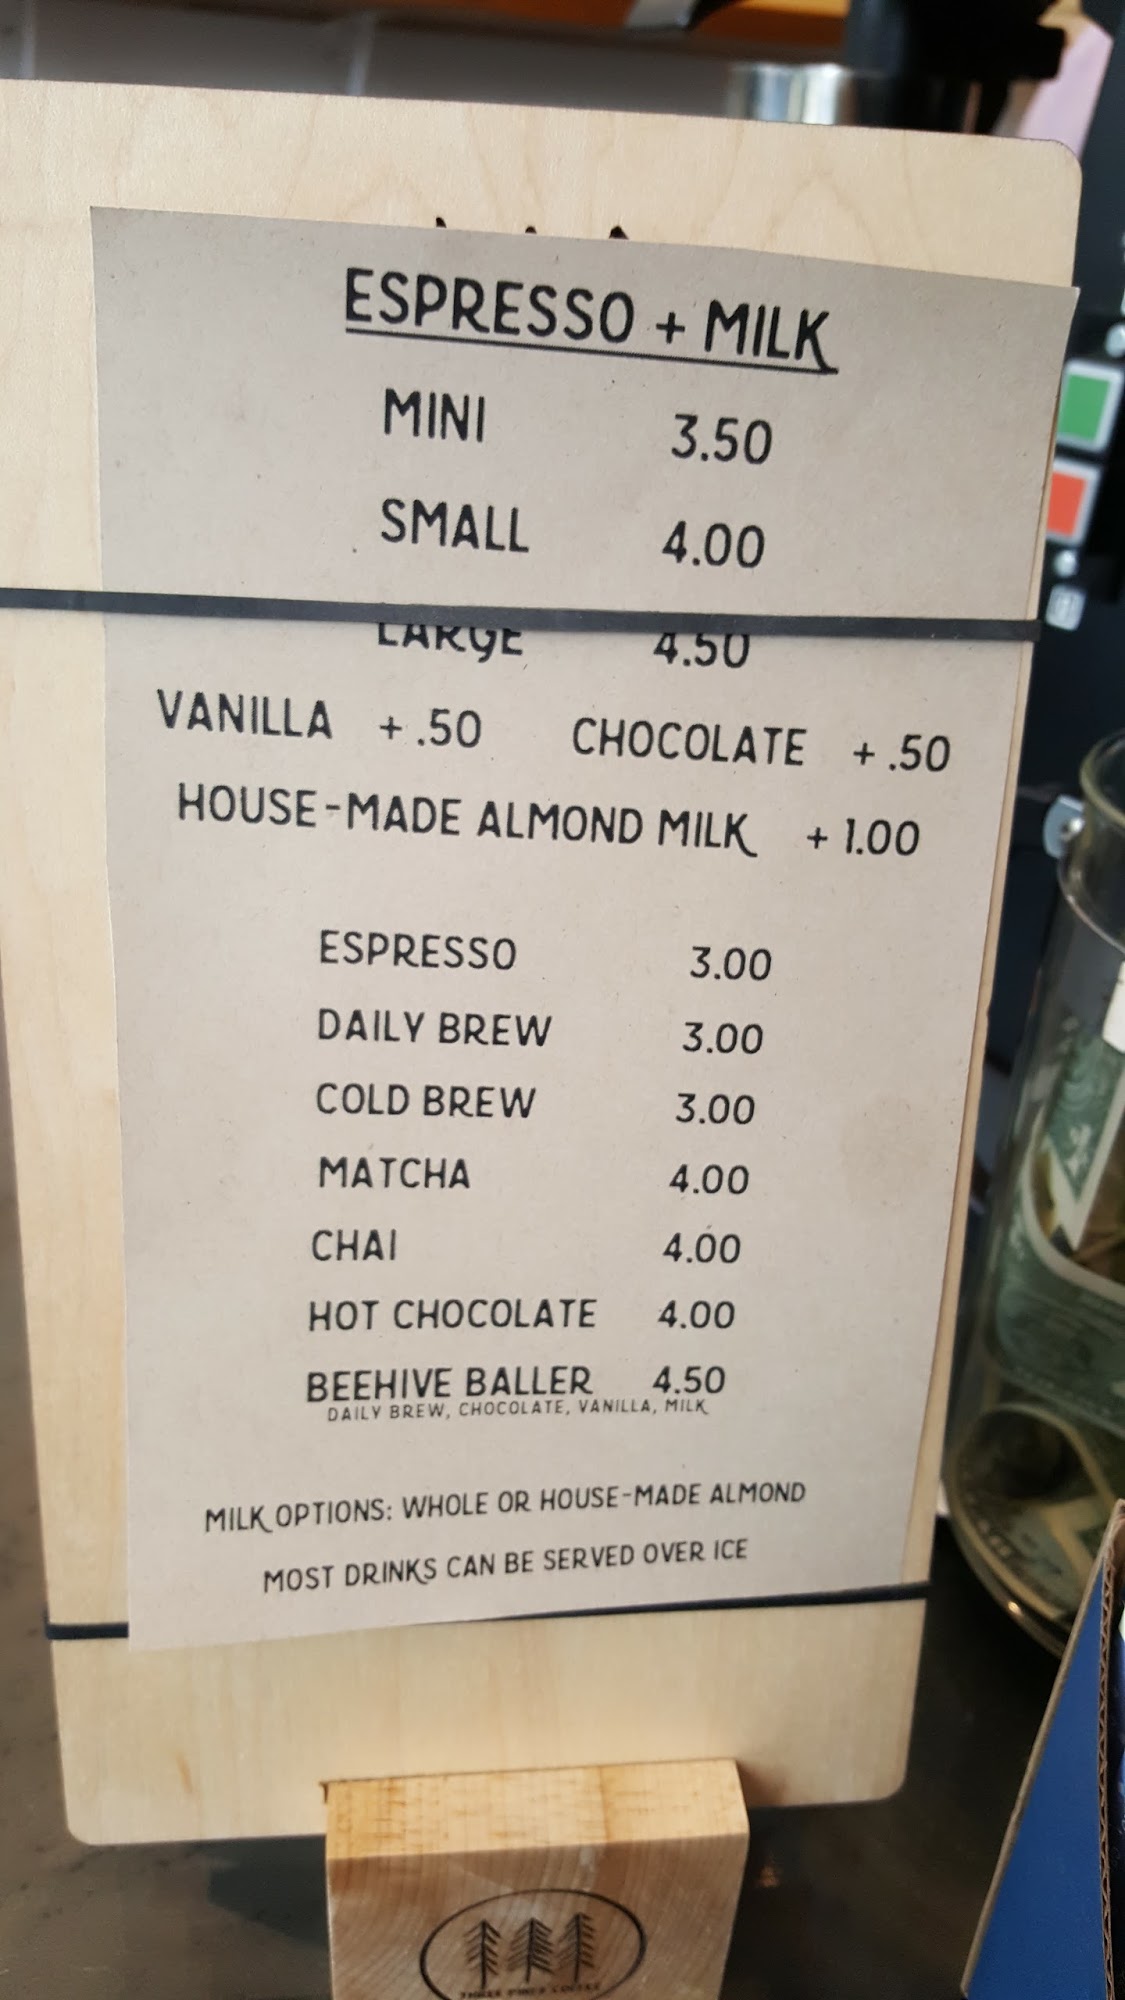 ESPRESSO + MILK
MINI 3.50
SMALL 4.00
LARGE 4.50
VANILLA + .50 CHOCOLATE + .50
HOUSE-MADE ALMOND MILK + 1.00
ESPRESSO 3.00
DAILY BREW 3.00
COLD BREW 3.00
MATCHA 4.00
CHAI 4.00
HOT CHOCOLATE 4.00
BEEHIVE BALLER 4.50
DAILY BREW, CHOCOLATE, VANILLA, MILK
MILK OPTIONS: WHOLE OR HOUSE-MADE ALMOND
MOST DRINKS CAN BE SERVED OVER ICE
THREE PINES COFFEE